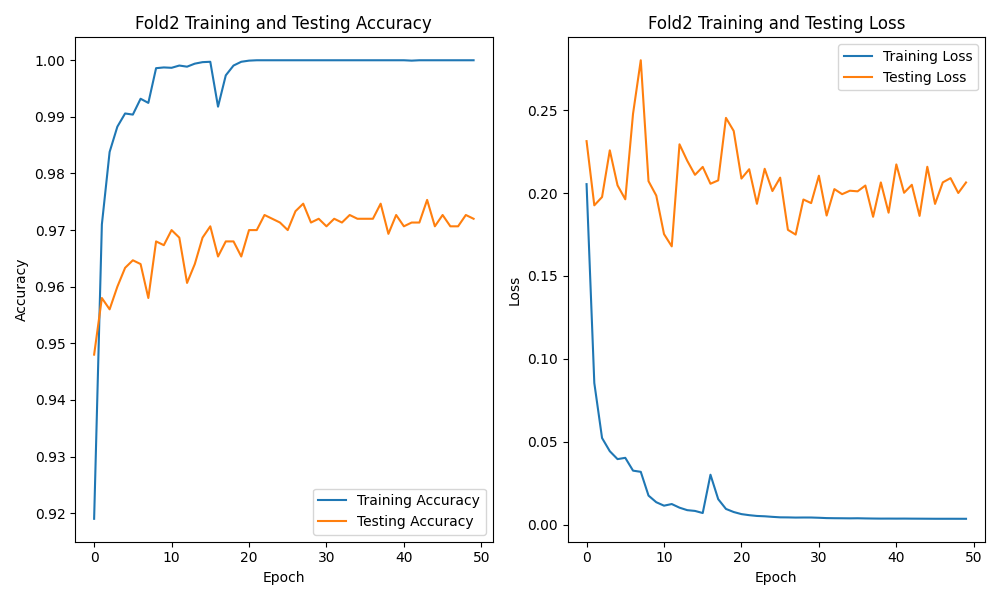 Fold2 Training and Testing Accuracy
1.00
0.99
0.98
0.97
0.96
0.95
0.94
0.93
0.92
Accuracy
Training Accuracy
Testing Accuracy
0 10 20 30 40 50
Epoch
Fold2 Training and Testing Loss
Training Loss
Testing Loss
0.25
0.20
0.15
0.10
0.05
0.00
Loss
0 10 20 30 40 50
Epoch